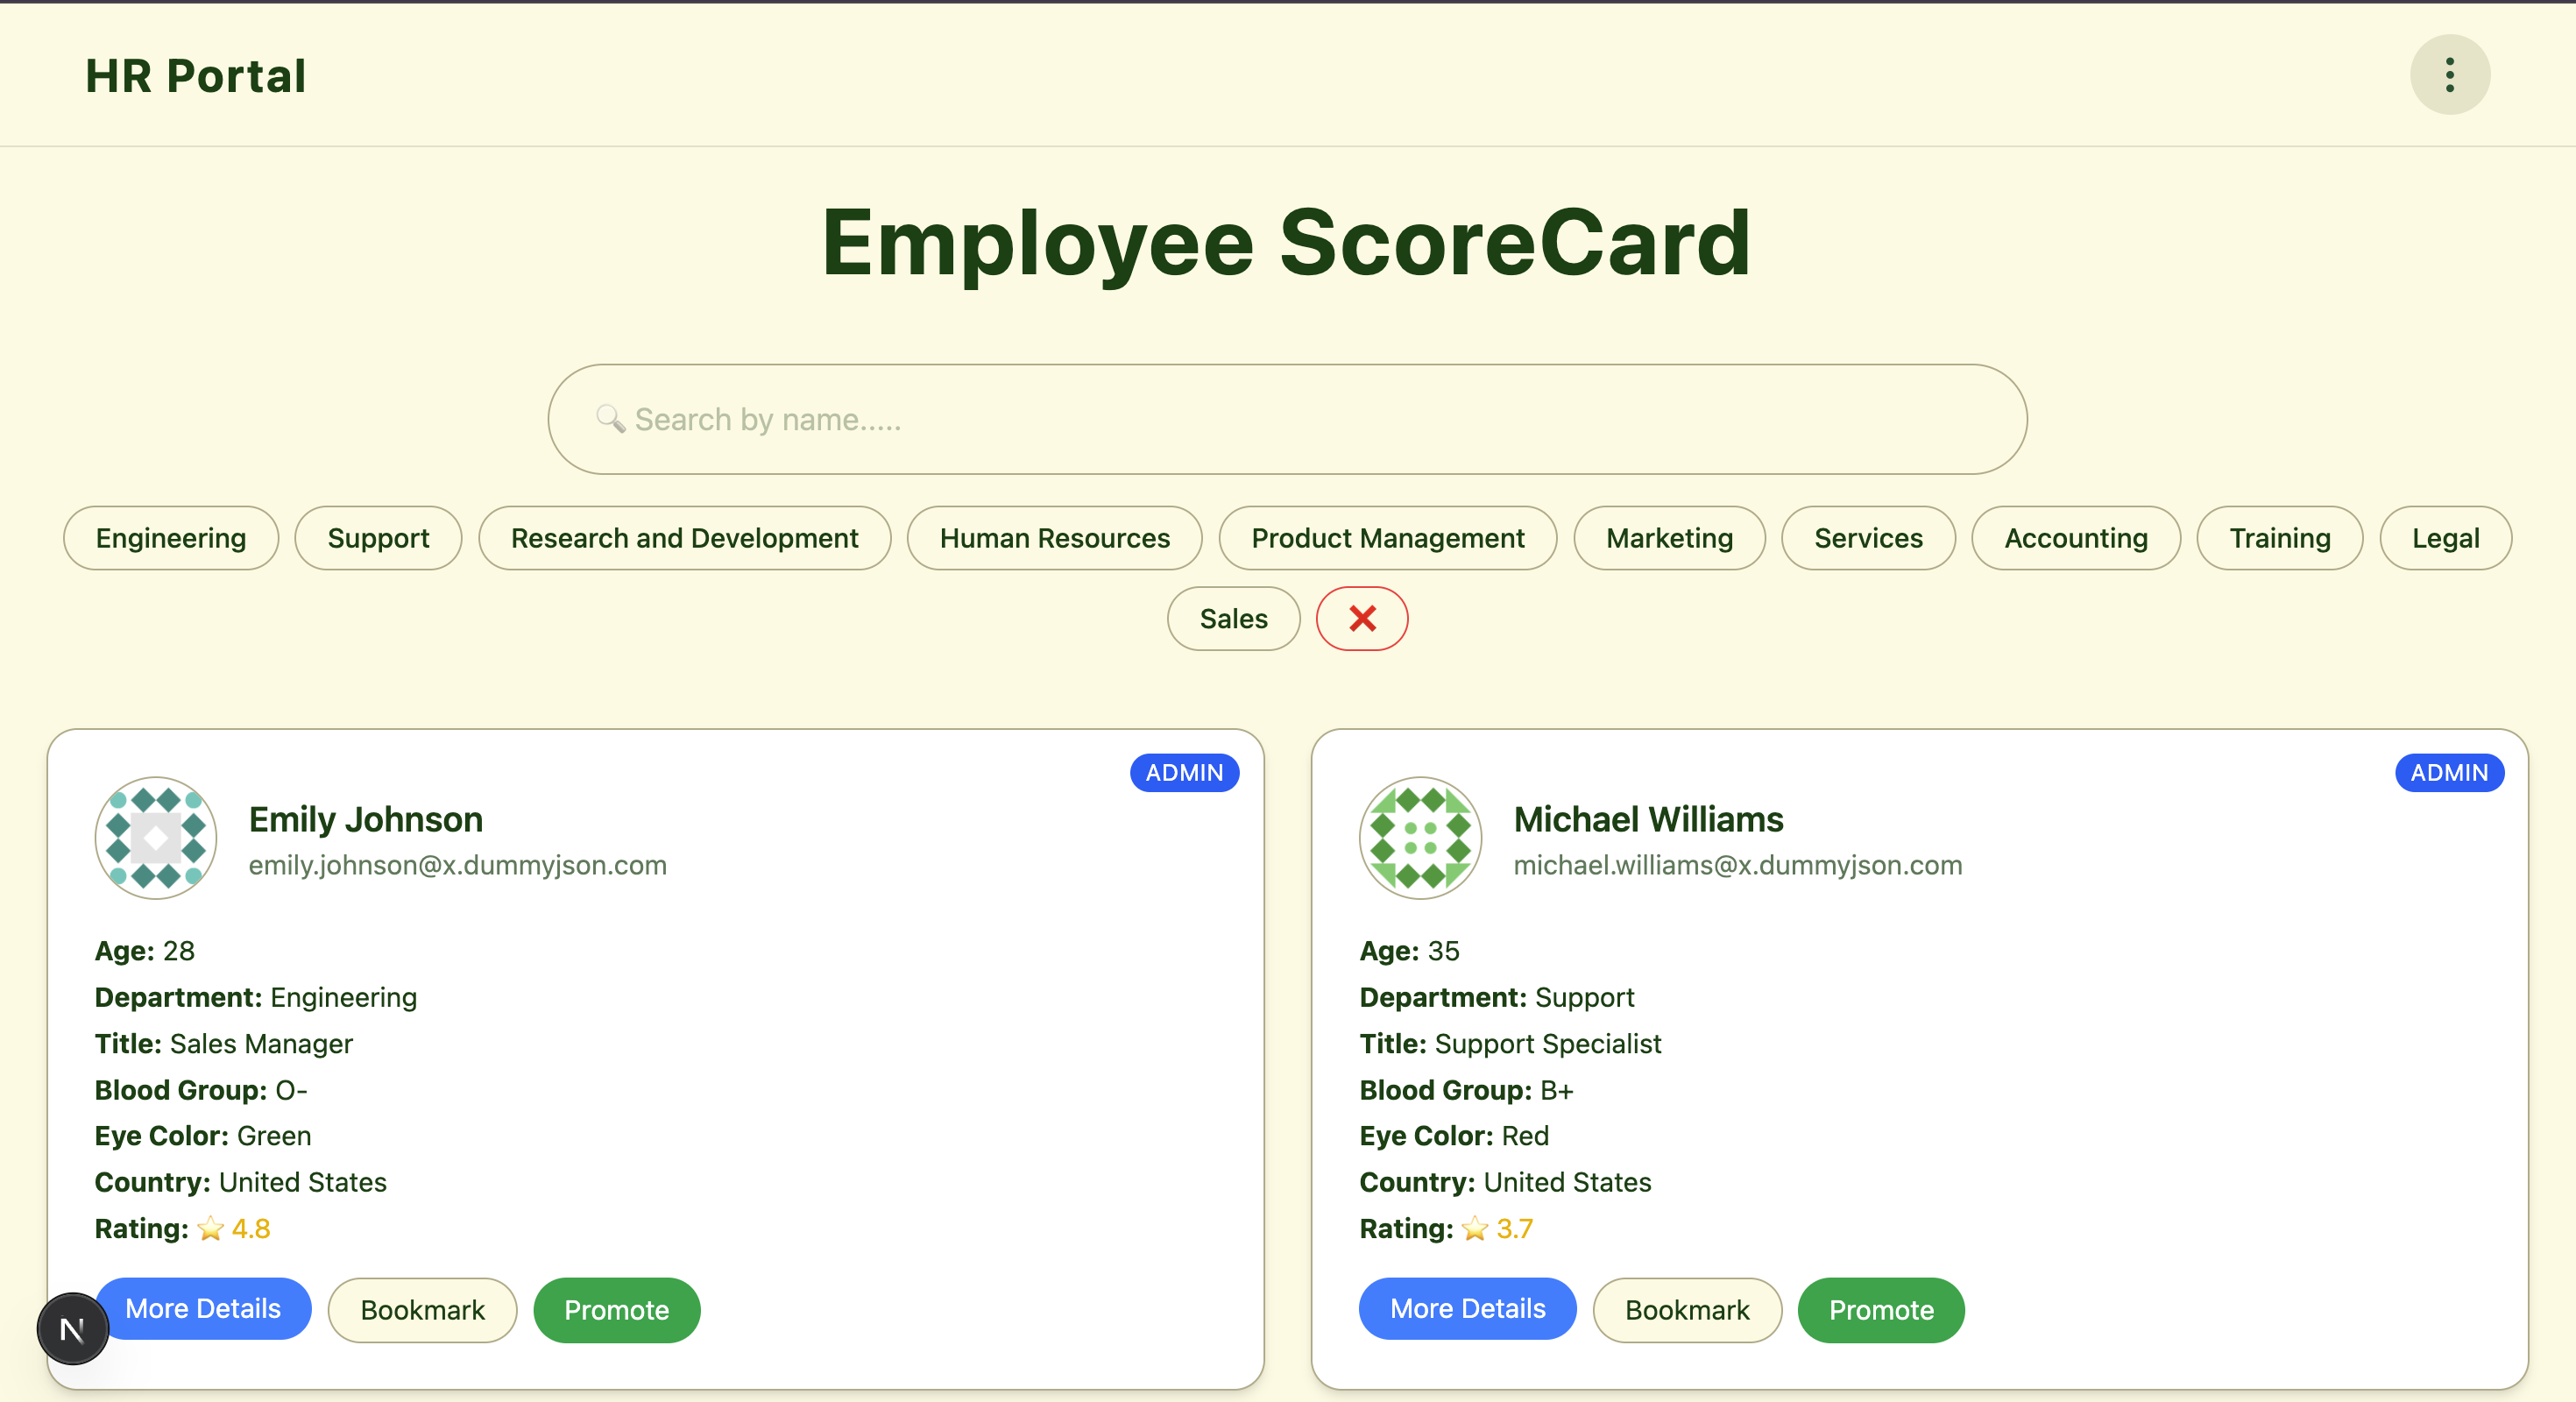 HR Portal
Employee ScoreCard
🔍 Search by name.....
Engineering Support Research and Development Human Resources Product Management Marketing Services Accounting Training Legal
Sales ❌
ADMIN
Emily Johnson
emily.johnson@x.dummyjson.com
Age: 28
Department: Engineering
Title: Sales Manager
Blood Group: O-
Eye Color: Green
Country: United States
Rating: ⭐ 4.8
More Details Bookmark Promote
N
ADMIN
Michael Williams
michael.williams@x.dummyjson.com
Age: 35
Department: Support
Title: Support Specialist
Blood Group: B+
Eye Color: Red
Country: United States
Rating: ⭐ 3.7
More Details Bookmark Promote